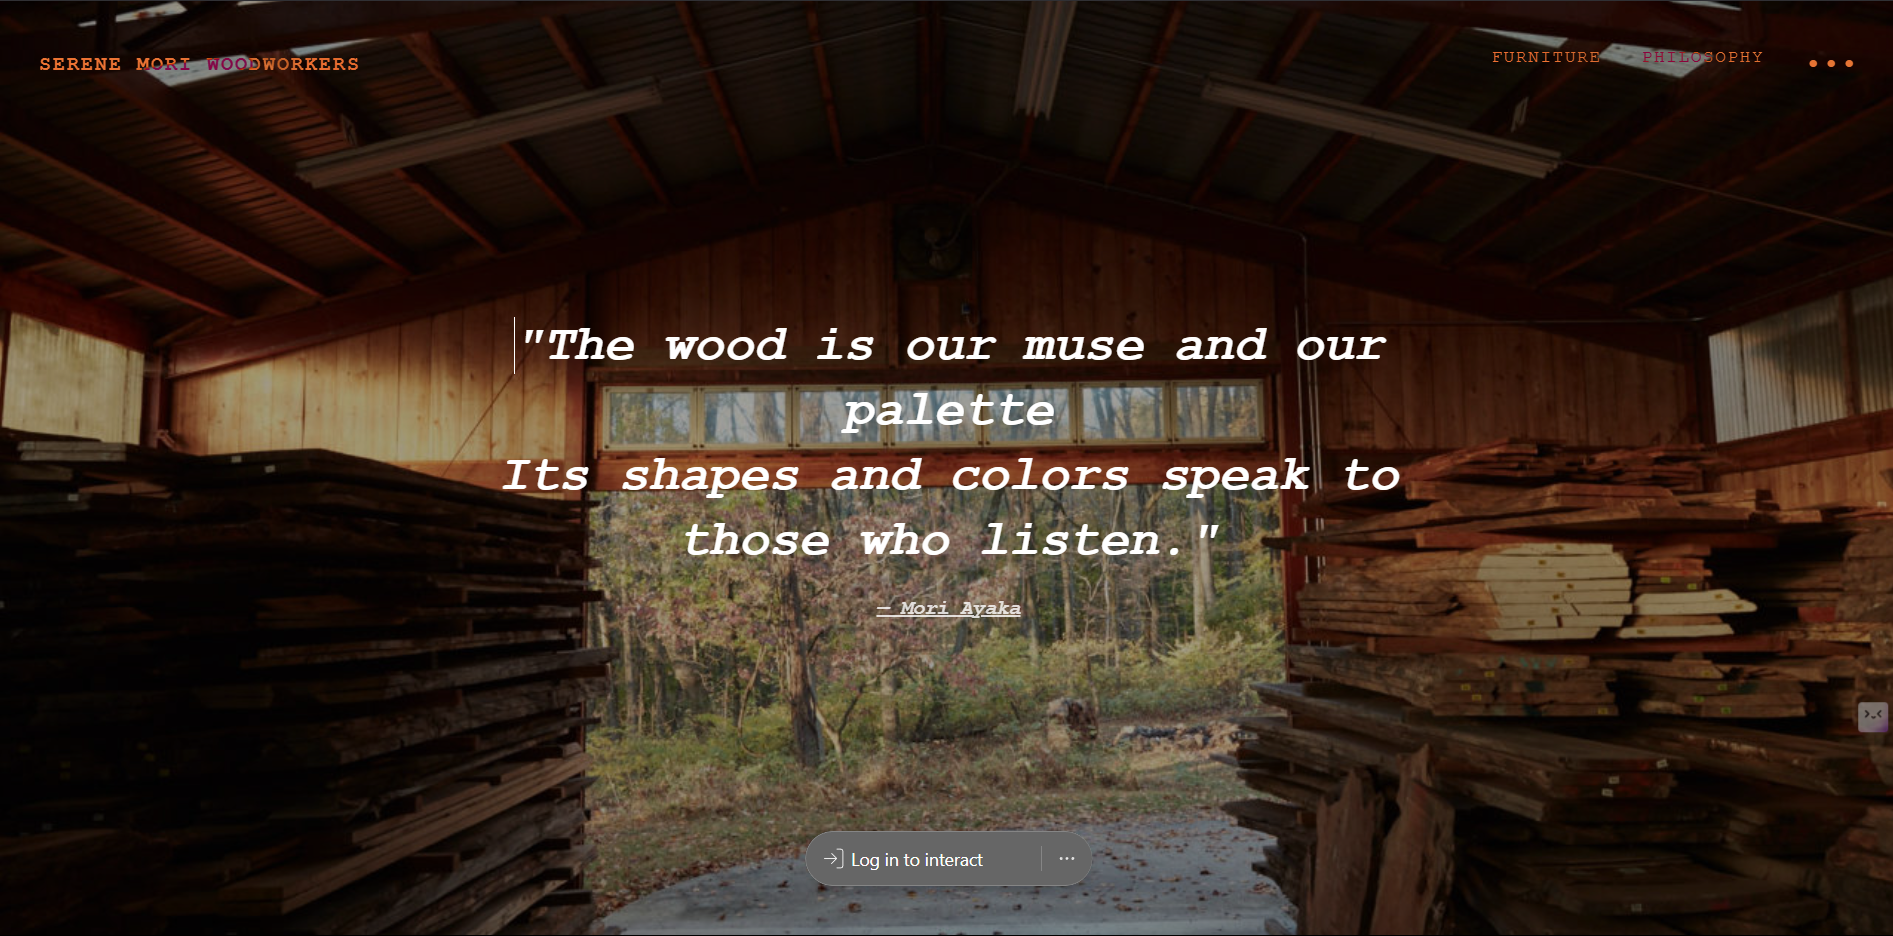 SERENE MORI WOODWORKERS
FURNITURE
PHILOSOPHY
"The wood is our muse and our
palette
Its shapes and colors speak to
those who listen."
— Mori Ayaka
Log in to interact